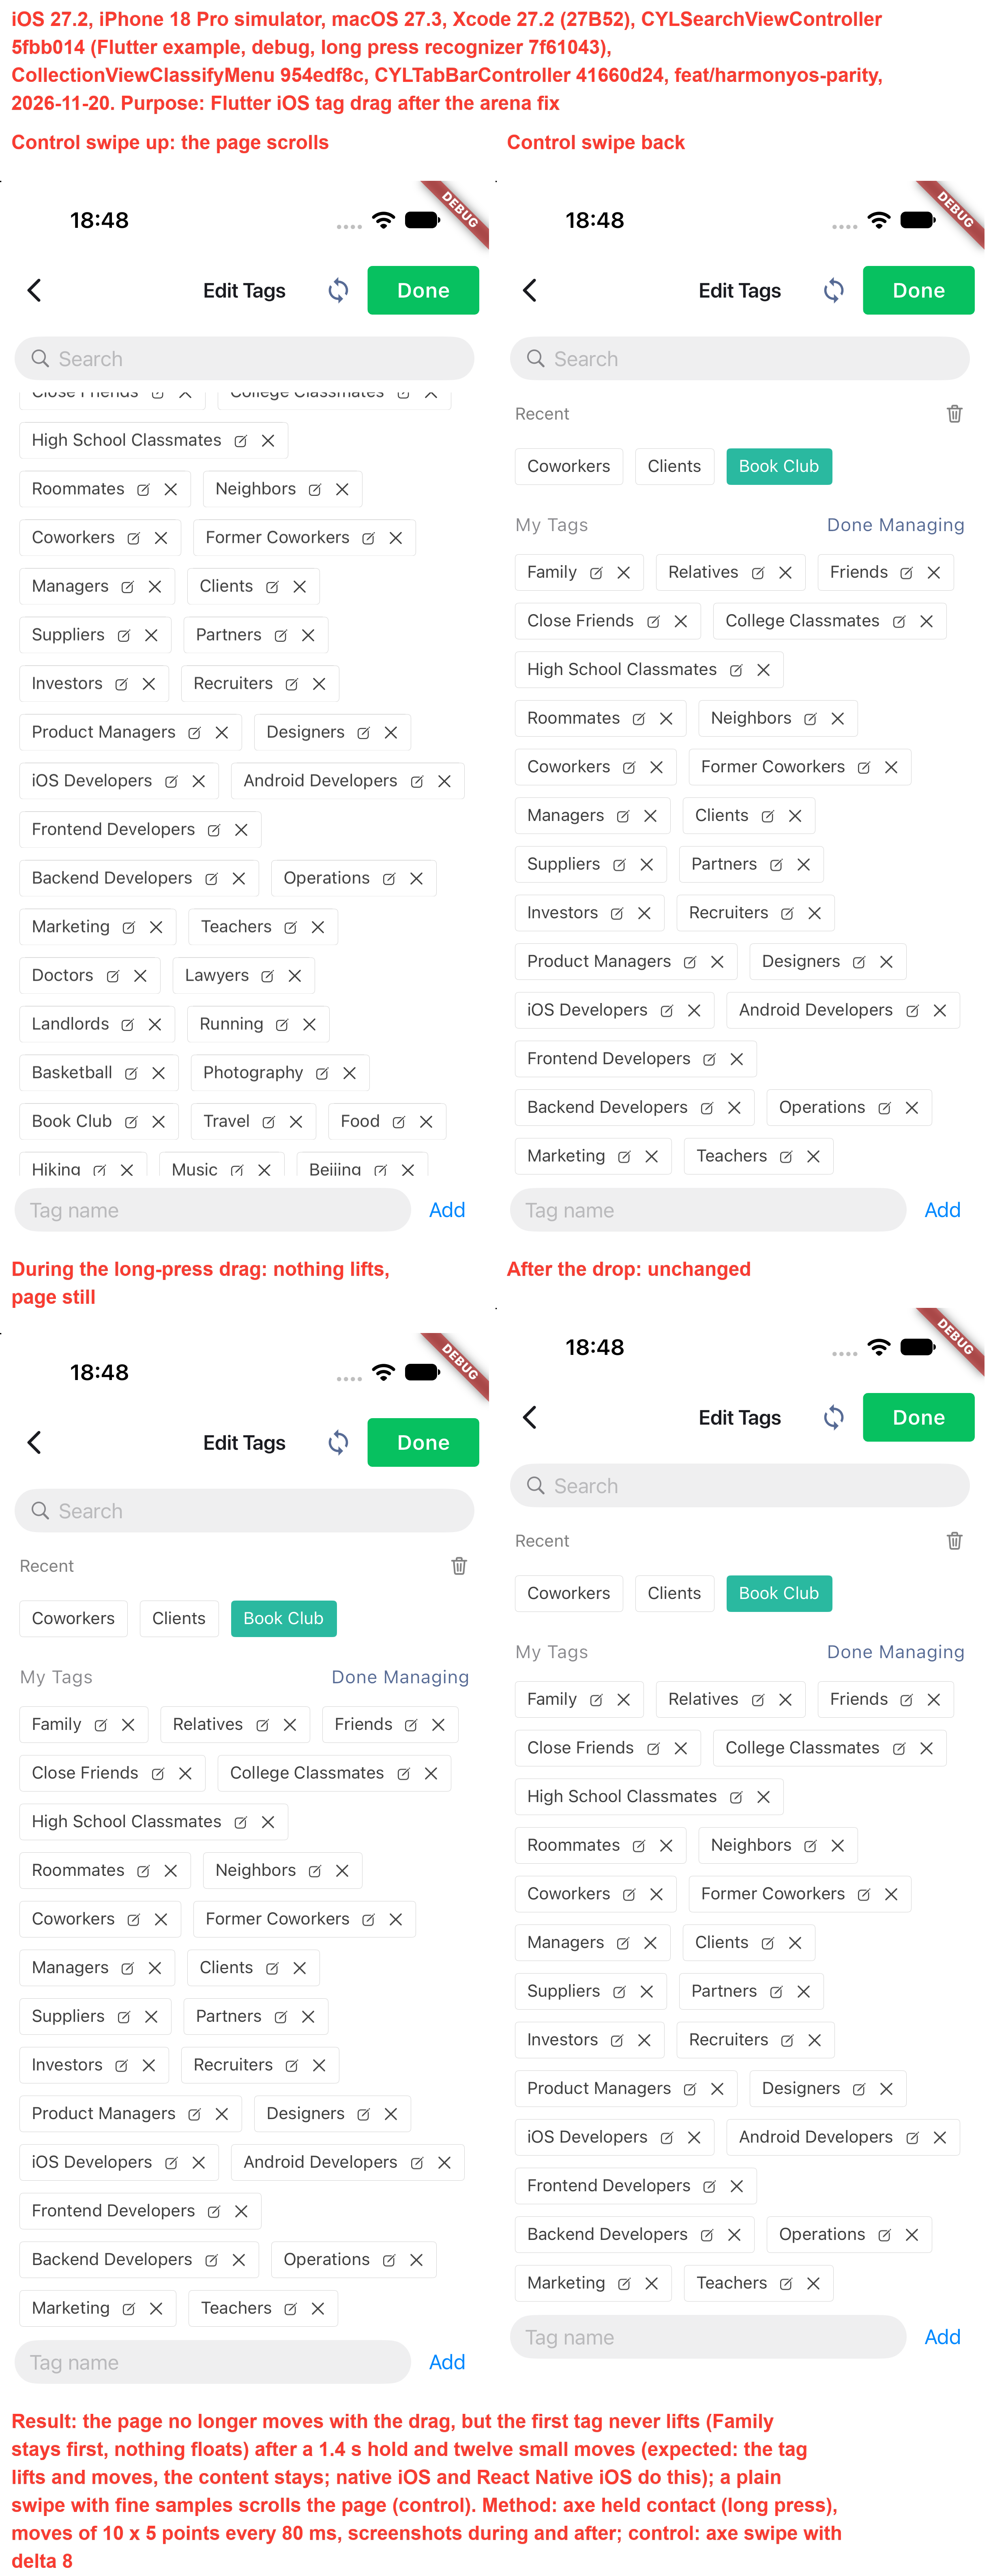 iOS 27.2, iPhone 18 Pro simulator, macOS 27.3, Xcode 27.2 (27B52), CYLSearchViewController
5fbb014 (Flutter example, debug, long press recognizer 7f61043),
CollectionViewClassifyMenu 954edf8c, CYLTabBarController 41660d24, feat/harmonyos-parity,
2026-11-20. Purpose: Flutter iOS tag drag after the arena fix
Control swipe up: the page scrolls
18:48
DEBUG
Edit Tags
Done
Search
Close Friends College Classmates
High School Classmates
Roommates Neighbors
Coworkers Former Coworkers
Managers Clients
Suppliers Partners
Investors Recruiters
Product Managers Designers
iOS Developers Android Developers
Frontend Developers
Backend Developers Operations
Marketing Teachers
Doctors Lawyers
Landlords Running
Basketball Photography
Book Club Travel Food
Hiking Music Beijing
Tag name Add
Control swipe back
18:48
DEBUG
Edit Tags
Done
Search
Recent
Coworkers Clients Book Club
My Tags Done Managing
Family Relatives Friends
Close Friends College Classmates
High School Classmates
Roommates Neighbors
Coworkers Former Coworkers
Managers Clients
Suppliers Partners
Investors Recruiters
Product Managers Designers
iOS Developers Android Developers
Frontend Developers
Backend Developers Operations
Marketing Teachers
Tag name Add
During the long-press drag: nothing lifts,
page still
18:48
DEBUG
Edit Tags
Done
Search
Recent
Coworkers Clients Book Club
My Tags Done Managing
Family Relatives Friends
Close Friends College Classmates
High School Classmates
Roommates Neighbors
Coworkers Former Coworkers
Managers Clients
Suppliers Partners
Investors Recruiters
Product Managers Designers
iOS Developers Android Developers
Frontend Developers
Backend Developers Operations
Marketing Teachers
Tag name Add
After the drop: unchanged
18:48
DEBUG
Edit Tags
Done
Search
Recent
Coworkers Clients Book Club
My Tags Done Managing
Family Relatives Friends
Close Friends College Classmates
High School Classmates
Roommates Neighbors
Coworkers Former Coworkers
Managers Clients
Suppliers Partners
Investors Recruiters
Product Managers Designers
iOS Developers Android Developers
Frontend Developers
Backend Developers Operations
Marketing Teachers
Tag name Add
Result: the page no longer moves with the drag, but the first tag never lifts (Family
stays first, nothing floats) after a 1.4 s hold and twelve small moves (expected: the tag
lifts and moves, the content stays; native iOS and React Native iOS do this); a plain
swipe with fine samples scrolls the page (control). Method: axe held contact (long press),
moves of 10 x 5 points every 80 ms, screenshots during and after; control: axe swipe with
delta 8